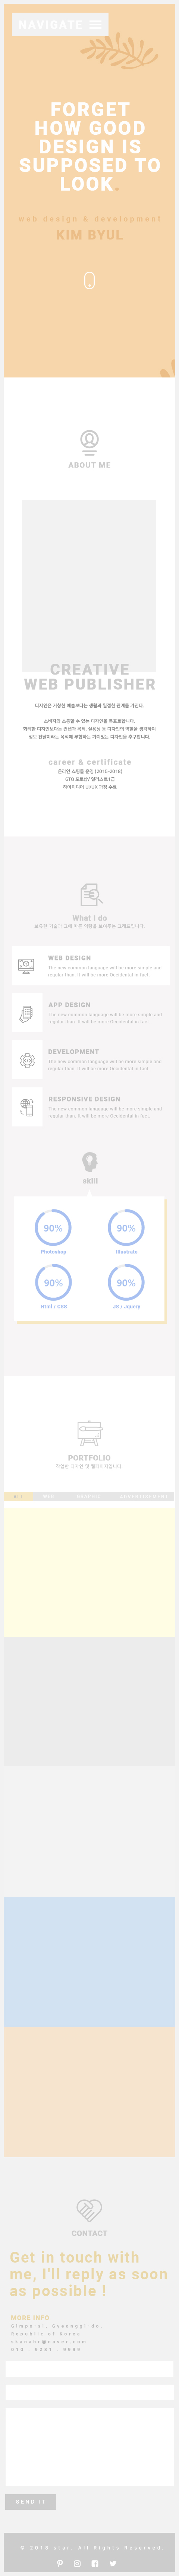 NAVIGATE
FORGET
HOW GOOD
DESIGN IS
SUPPOSED TO
LOOK.
web design & development
KIM BYUL
ABOUT ME
CREATIVE
WEB PUBLISHER
디자인은 거창한 예술보다는 생활과 밀접한 관계를 가진다.
소비자와 소통할 수 있는 디자인을 목표로합니다.
화려한 디자인보다는 컨셉과 목적, 실용성 등 디자인의 역할을 생각하여
정보 전달이라는 목적에 부합하는 가치있는 디자인을 추구합니다.
career & certificate
온라인 쇼핑몰 운영 (2015-2018)
GTQ 포토샵/ 일러스트1급
하이미디어 UI/UX 과정 수료
What I do
WEB DESIGN
The new common language will be more simple and
regular than. It will be more Occidental in fact
APP DESIGN
The new common language will be more simple and
regular than. It will be more Occidental in fact.
DEVELOPMENT
The new common language will be more simple and
regular than. It will be more Occidental in fact.
RESPONSIVE DESIGN
The new common language will be more simple and
regular than. It will be more Occidental in fact.
skill
90% 90%
Photoshop
90% 90%
Html / CSS JS / Jquery
PORTFOLIO
ALL WEB
CONTACT
Get in touch with
me, I'll reply as soon
as possible !
MORE INFO
Republic of Korea
SEND IT
All Rights Reserved